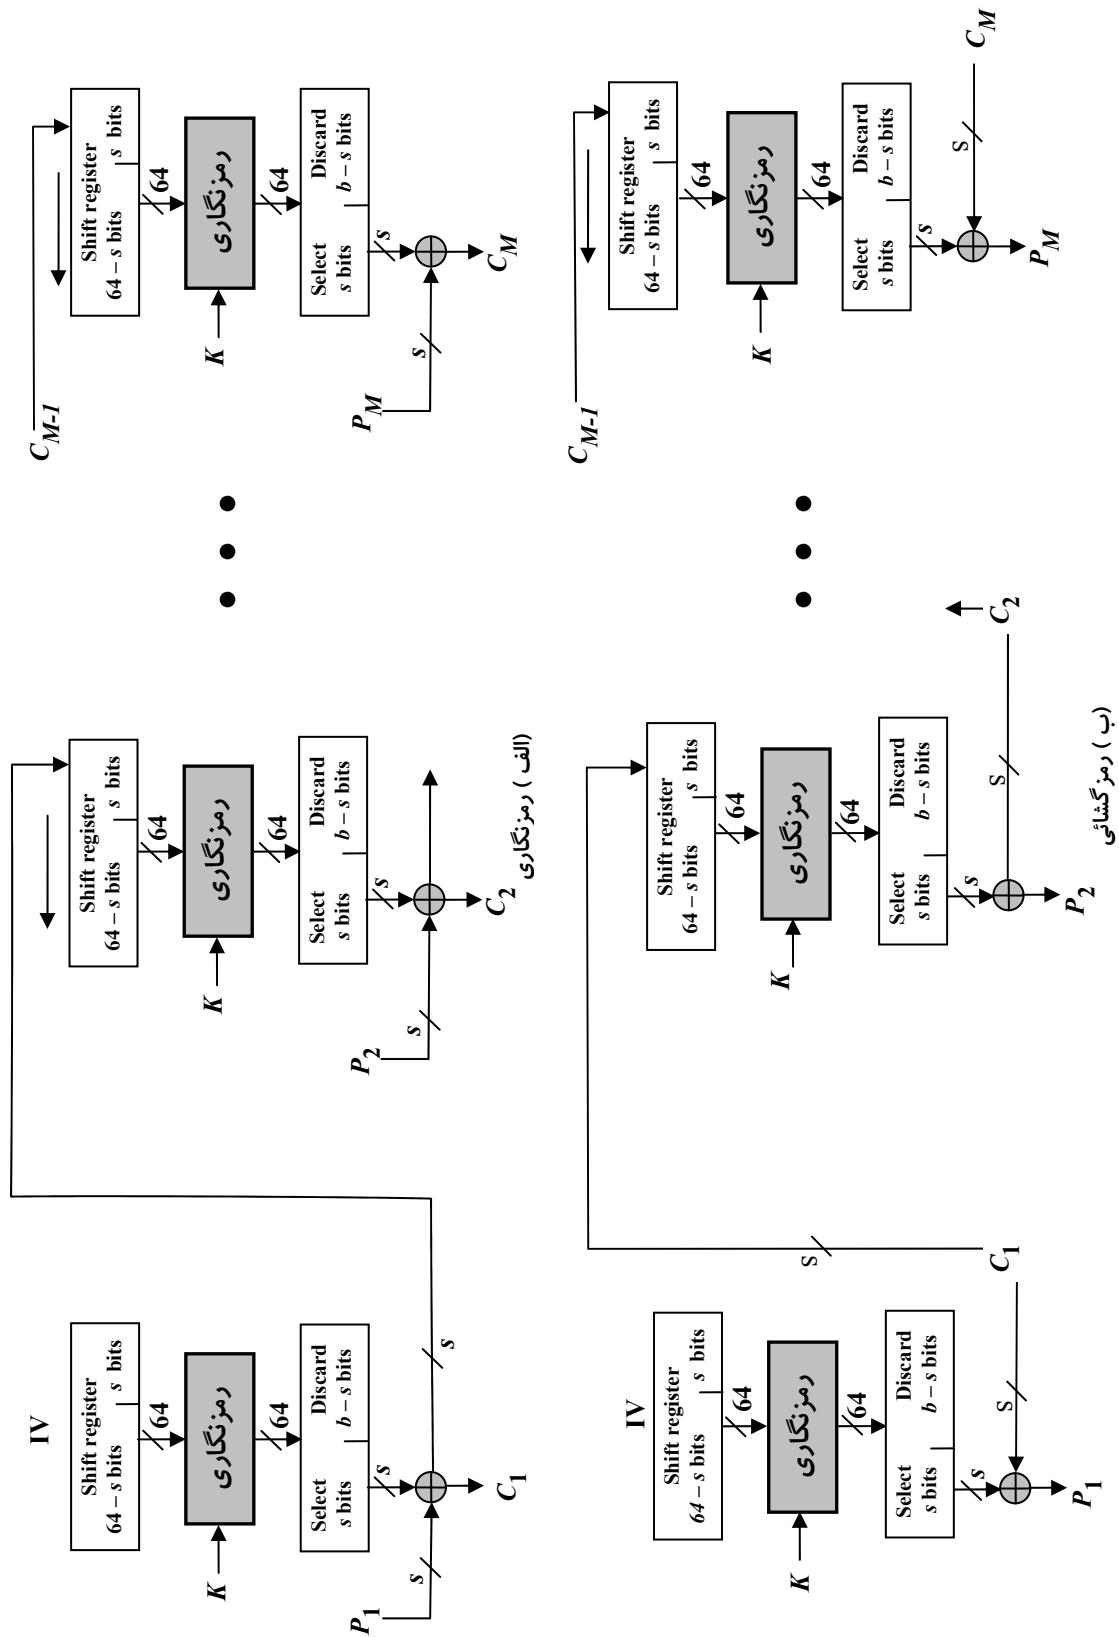 IV
Shift register
64 – s bits s bits
64
K
رمزنگاری
64
Select
s bits
Discard
b – s bits
s
P1
s
s
C1
Shift register
64 – s bits s bits
64
K
رمزنگاری
64
Select
s bits
Discard
b – s bits
s
P2
s
C2
CM-1
Shift register
64 – s bits s bits
64
K
رمزنگاری
64
Select
s bits
Discard
b – s bits
s
PM
s
CM
(الف ) رمزنگاری
IV
Shift register
64 – s bits s bits
64
K
رمزنگاری
64
Select
s bits
Discard
b – s bits
s
S
C1
S
P1
Shift register
64 – s bits s bits
64
K
رمزنگاری
64
Select
s bits
Discard
b – s bits
s
S
C2
P2
CM-1
Shift register
64 – s bits s bits
64
K
رمزنگاری
64
Select
s bits
Discard
b – s bits
s
S
CM
PM
(ب ) رمز گشائی